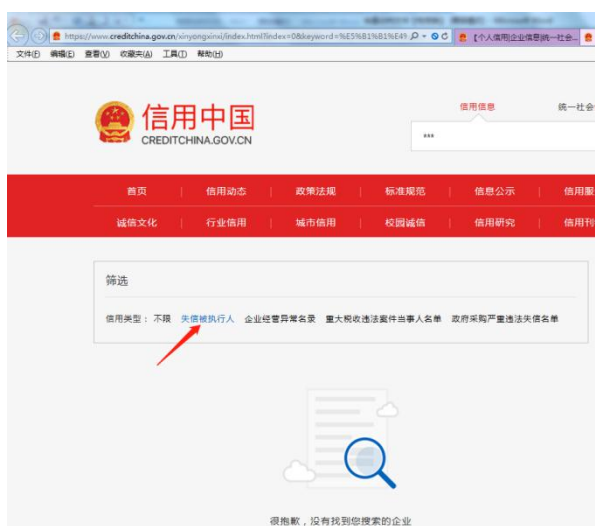 https://www.creditchina.gov.cn/xinyongxinxi/index.html?index=0&keyword=%E5%B1%B1%E49
【个人信用|企业信息|统一社会...
文件(F) 编辑(E) 查看(V) 收藏夹(A) 工具(T) 帮助(H)
信用中国
CREDITCHINA.GOV.CN
信用信息 统一社会
***
首页 信用动态 政策法规 标准规范 信息公示 信用服
诚信文化 行业信用 城市信用 校园诚信 信用研究 信用刊
筛选
信用类型： 不限 失信被执行人 企业经营异常名录 重大税收违法案件当事人名单 政府采购严重违法失信名单
很抱歉，没有找到您搜索的企业